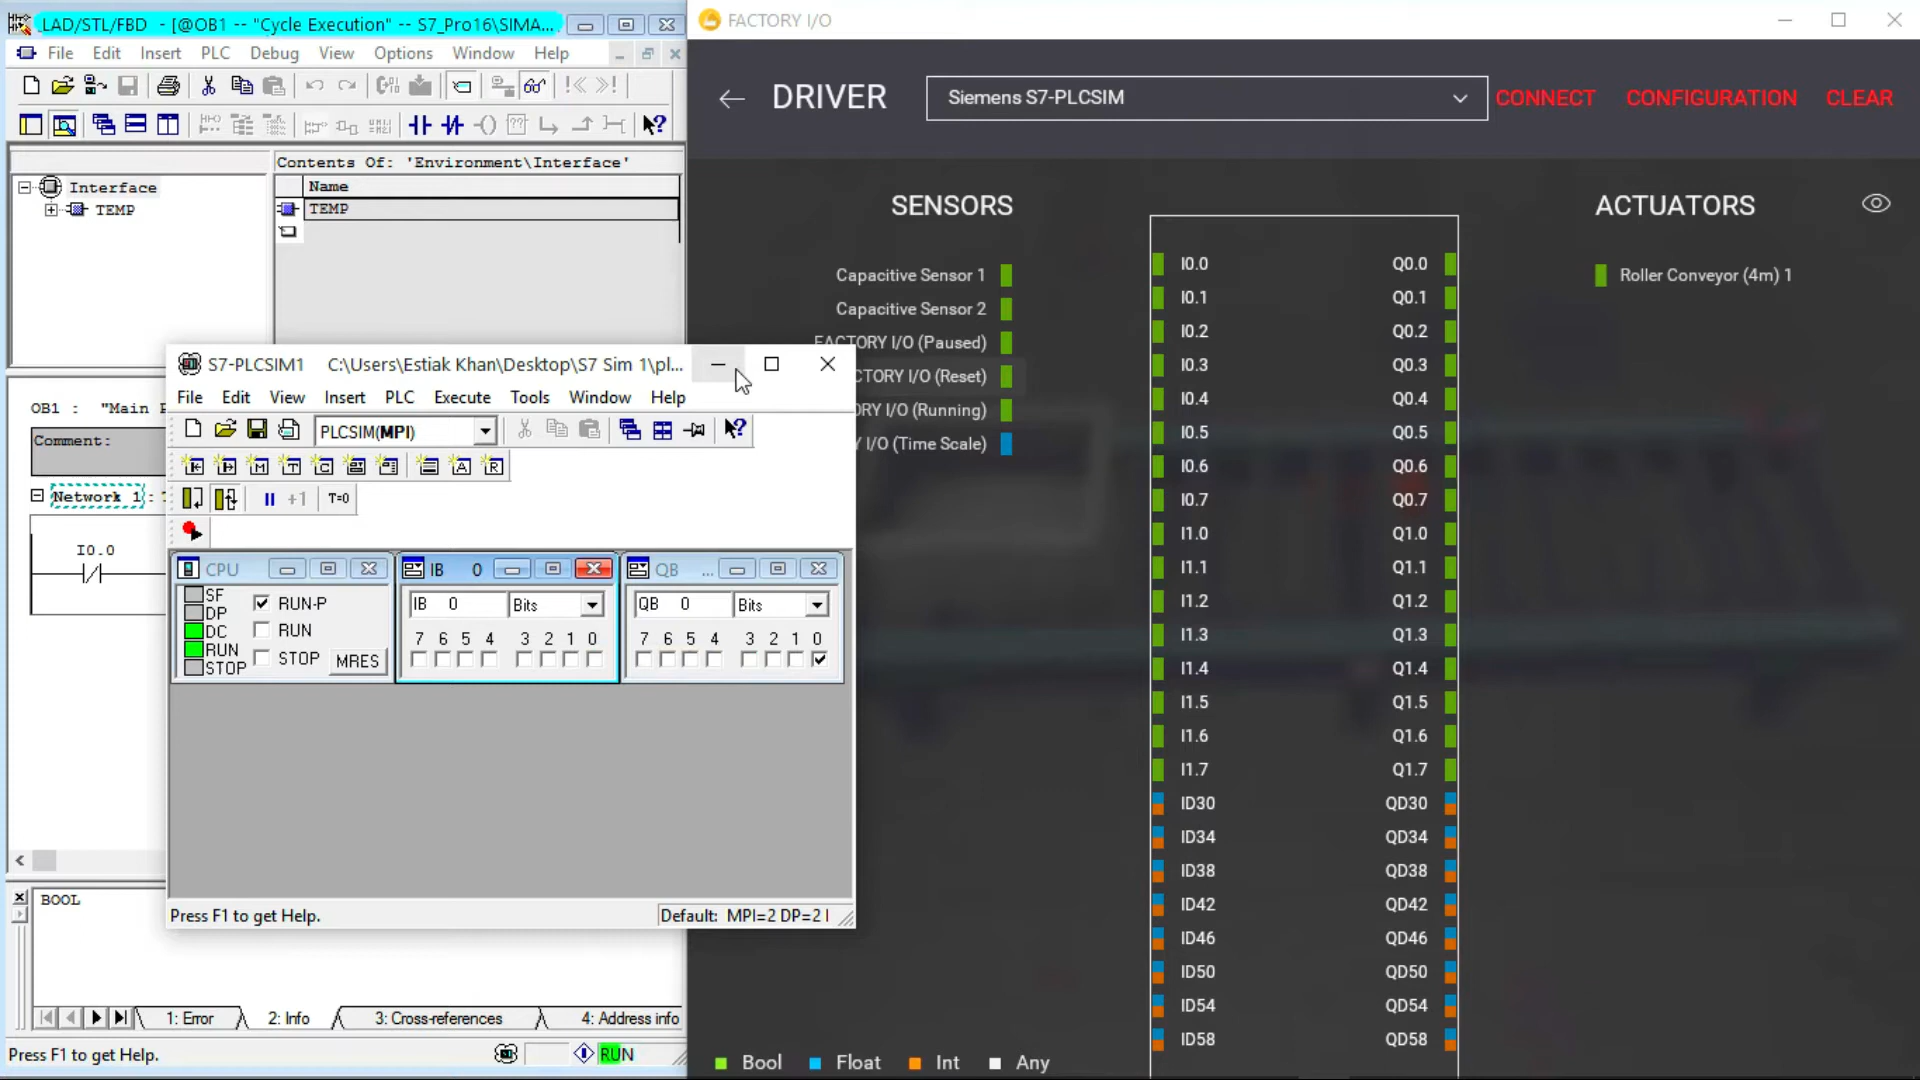 LAD/STL/FBD - [@OB1 -- "Cycle Execution" -- S7_Pro16\SIMA...
File Edit Insert PLC Debug View Options Window Help
Contents Of: 'Environment\Interface'
Interface
TEMP
Name
TEMP
OB1 : "Main P
Comment:
Network 1:
I0.0
BOOL
1: Error
2: Info
3: Cross-references
4: Address info
Press F1 to get Help.
RUN
S7-PLCSIM1 C:\Users\Estiak Khan\Desktop\S7 Sim 1\pl...
File Edit View Insert PLC Execute Tools Window Help
PLCSIM(MPI)
+1 T=0
CPU
SF
DP
DC
RUN
STOP
RUN-P
RUN
STOP
MRES
IB 0
IB 0 Bits
7 6 5 4 3 2 1 0
QB ...
QB 0 Bits
7 6 5 4 3 2 1 0
Press F1 to get Help.
Default: MPI=2 DP=2 I
FACTORY I/O
DRIVER
Siemens S7-PLCSIM
CONNECT
CONFIGURATION
CLEAR
SENSORS
Capacitive Sensor 1
Capacitive Sensor 2
FACTORY I/O (Paused)
CTORY I/O (Reset)
ORY I/O (Running)
Y I/O (Time Scale)
I0.0 Q0.0
I0.1 Q0.1
I0.2 Q0.2
I0.3 Q0.3
I0.4 Q0.4
I0.5 Q0.5
I0.6 Q0.6
I0.7 Q0.7
I1.0 Q1.0
I1.1 Q1.1
I1.2 Q1.2
I1.3 Q1.3
I1.4 Q1.4
I1.5 Q1.5
I1.6 Q1.6
I1.7 Q1.7
ID30 QD30
ID34 QD34
ID38 QD38
ID42 QD42
ID46 QD46
ID50 QD50
ID54 QD54
ID58 QD58
ACTUATORS
Roller Conveyor (4m) 1
Bool Float Int Any